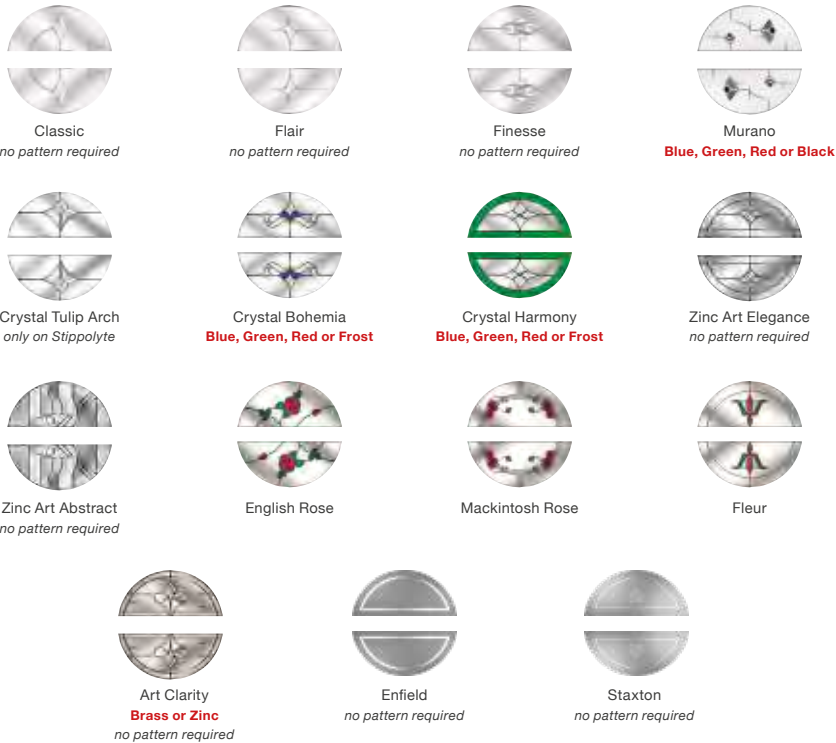 Classic
no pattern required
Flair
no pattern required
Finesse
no pattern required
Murano
Blue, Green, Red or Black
Crystal Tulip Arch
only on Stippolyte
Crystal Bohemia
Blue, Green, Red or Frost
Crystal Harmony
Blue, Green, Red or Frost
Zinc Art Elegance
no pattern required
Zinc Art Abstract
no pattern required
English Rose
Mackintosh Rose
Fleur
Art Clarity
Brass or Zinc
no pattern required
Enfield
no pattern required
Staxton
no pattern required